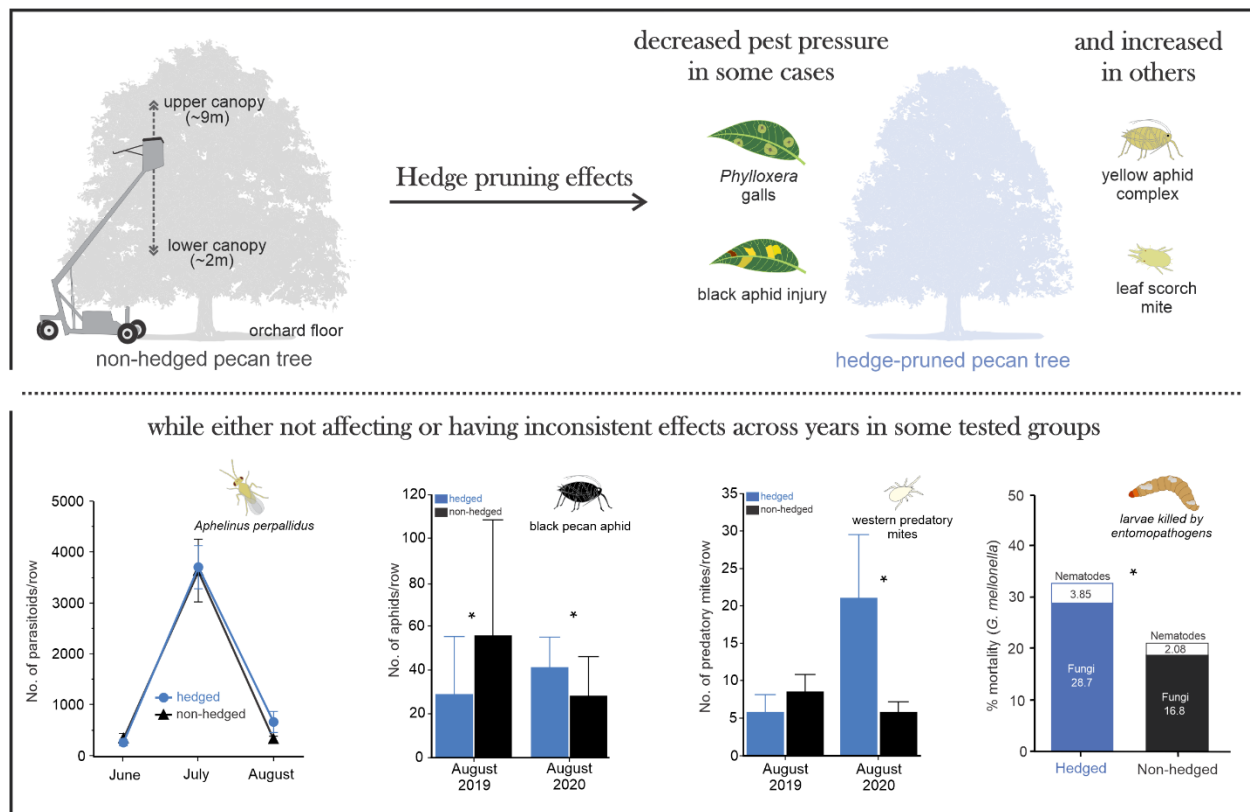 decreased pest pressure
in some cases
and increased
in others
upper canopy
(~9m)
Hedge pruning effects
Phylloxera
galls
yellow aphid
complex
lower canopy
(~2m)
black aphid injury
leaf scorch
mite
orchard floor
non-hedged pecan tree
hedge-pruned pecan tree
while either not affecting or having inconsistent effects across years in some tested groups
Aphelinus perpallidus
No. of parasitoids/row
5000
4000
3000
2000
1000
0
hedged
non-hedged
June
July
August
hedged
non-hedged
black pecan aphid
No. of aphids/row
120
100
80
60
40
20
0
*
*
August
2019
August
2020
hedged
non-hedged
western predatory
mites
No. of predatory mites/row
35
30
25
20
15
10
5
0
*
August
2019
August
2020
larvae killed by
entomopathogens
% mortality (G. mellonella)
50
40
30
20
10
0
Nematodes
3.85
Fungi
28.7
*
Nematodes
2.08
Fungi
16.8
Hedged
Non-hedged